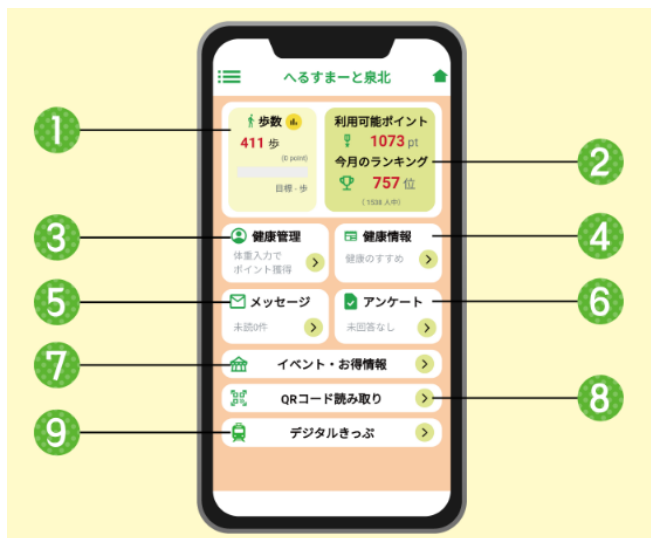 へるすまーと泉北
1
歩数
411 歩
(0 point)
目標 - 歩
利用可能ポイント
1073 pt
今月のランキング
757 位
(1538 人中)
2
3
健康管理
体重入力で
ポイント獲得
健康情報
健康のすすめ
4
5
メッセージ
未読0件
アンケート
未回答なし
6
7
イベント・お得情報
QRコード読み取り
8
9
デジタルきっぷ